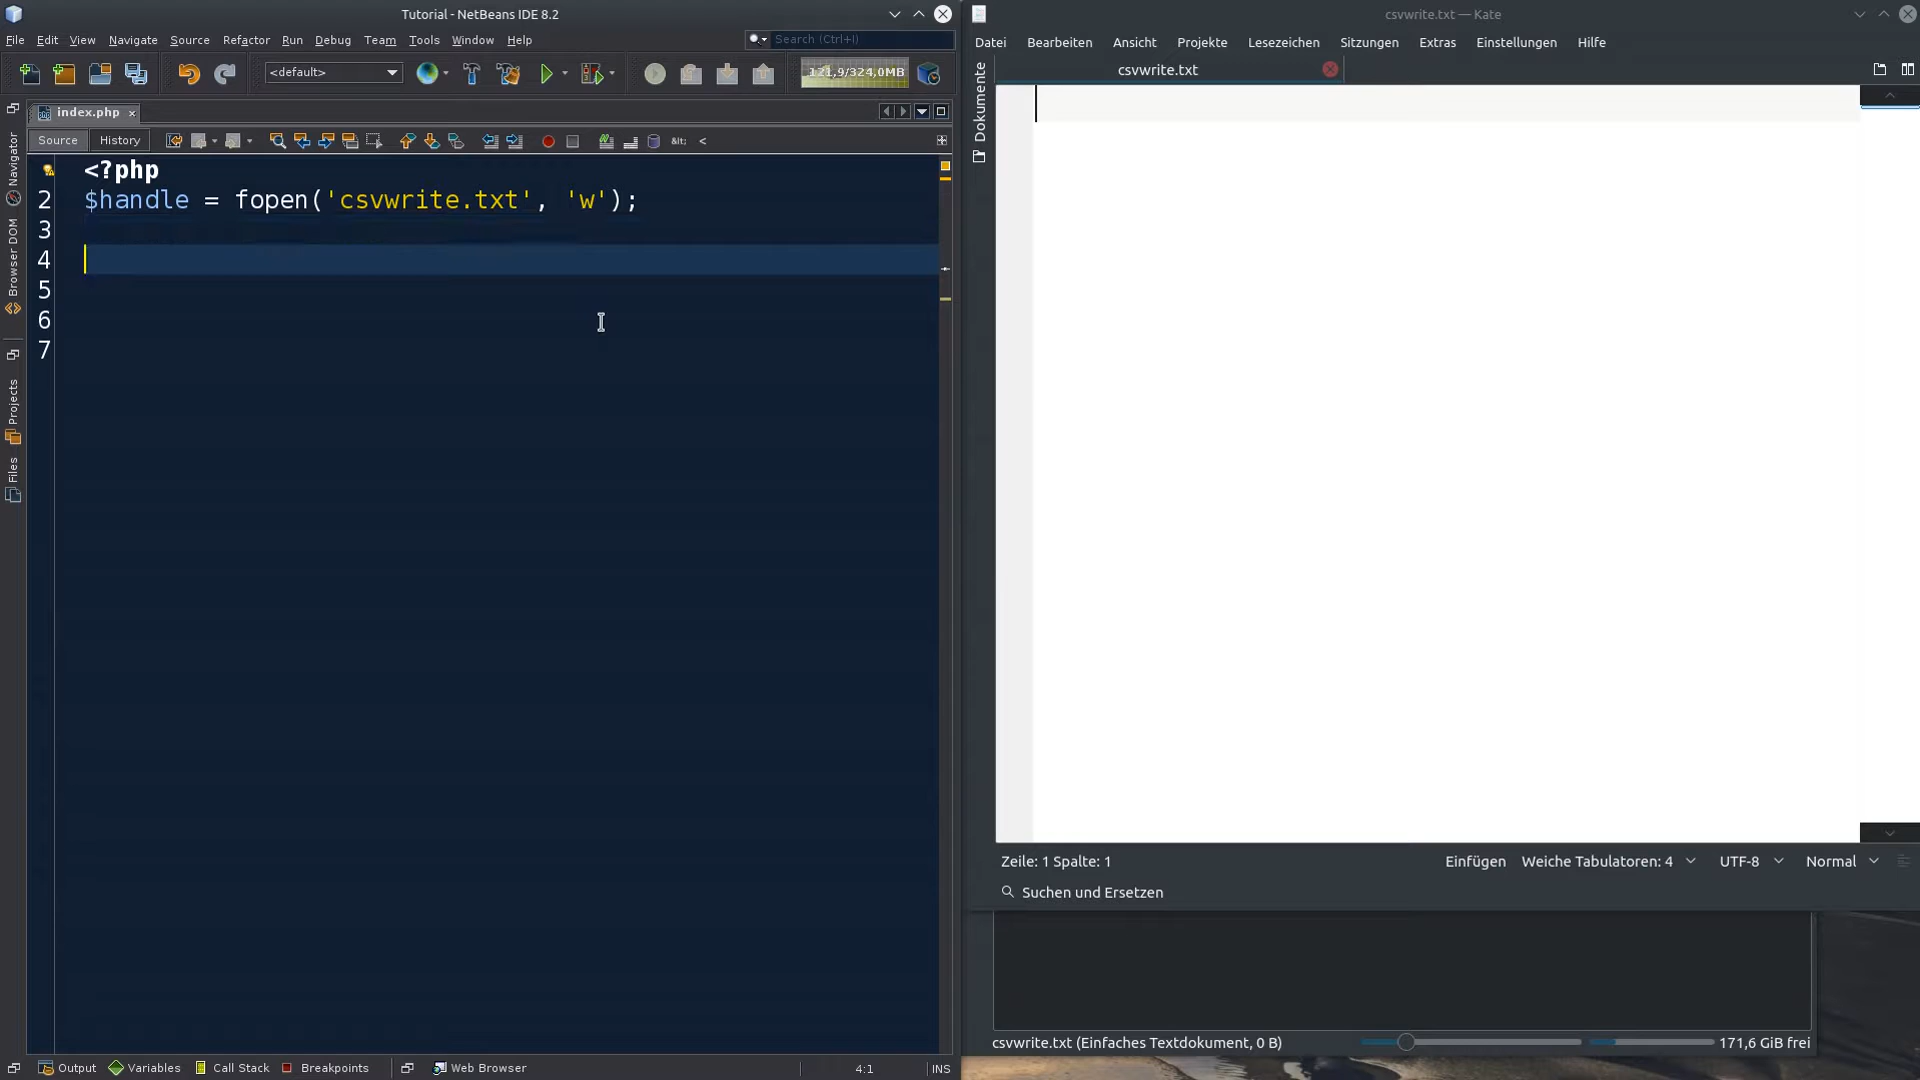 Tutorial - NetBeans IDE 8.2
File Edit View Navigate Source Refactor Run Debug Team Tools Window Help
Search (Ctrl+I)
<default>
121,9/324,0MB
index.php
Source History
Navigator
Browser DOM
Projects
Files
<?php
2 $handle = fopen('csvwrite.txt', 'w');
3
4
5
6
7
Output Variables Call Stack Breakpoints Web Browser 4:1 INS
csvwrite.txt — Kate
Datei Bearbeiten Ansicht Projekte Lesezeichen Sitzungen Extras Einstellungen Hilfe
csvwrite.txt
Dokumente
Zeile: 1 Spalte: 1 Einfügen Weiche Tabulatoren: 4 UTF-8 Normal
Suchen und Ersetzen
csvwrite.txt (Einfaches Textdokument, 0 B) 171,6 GiB frei